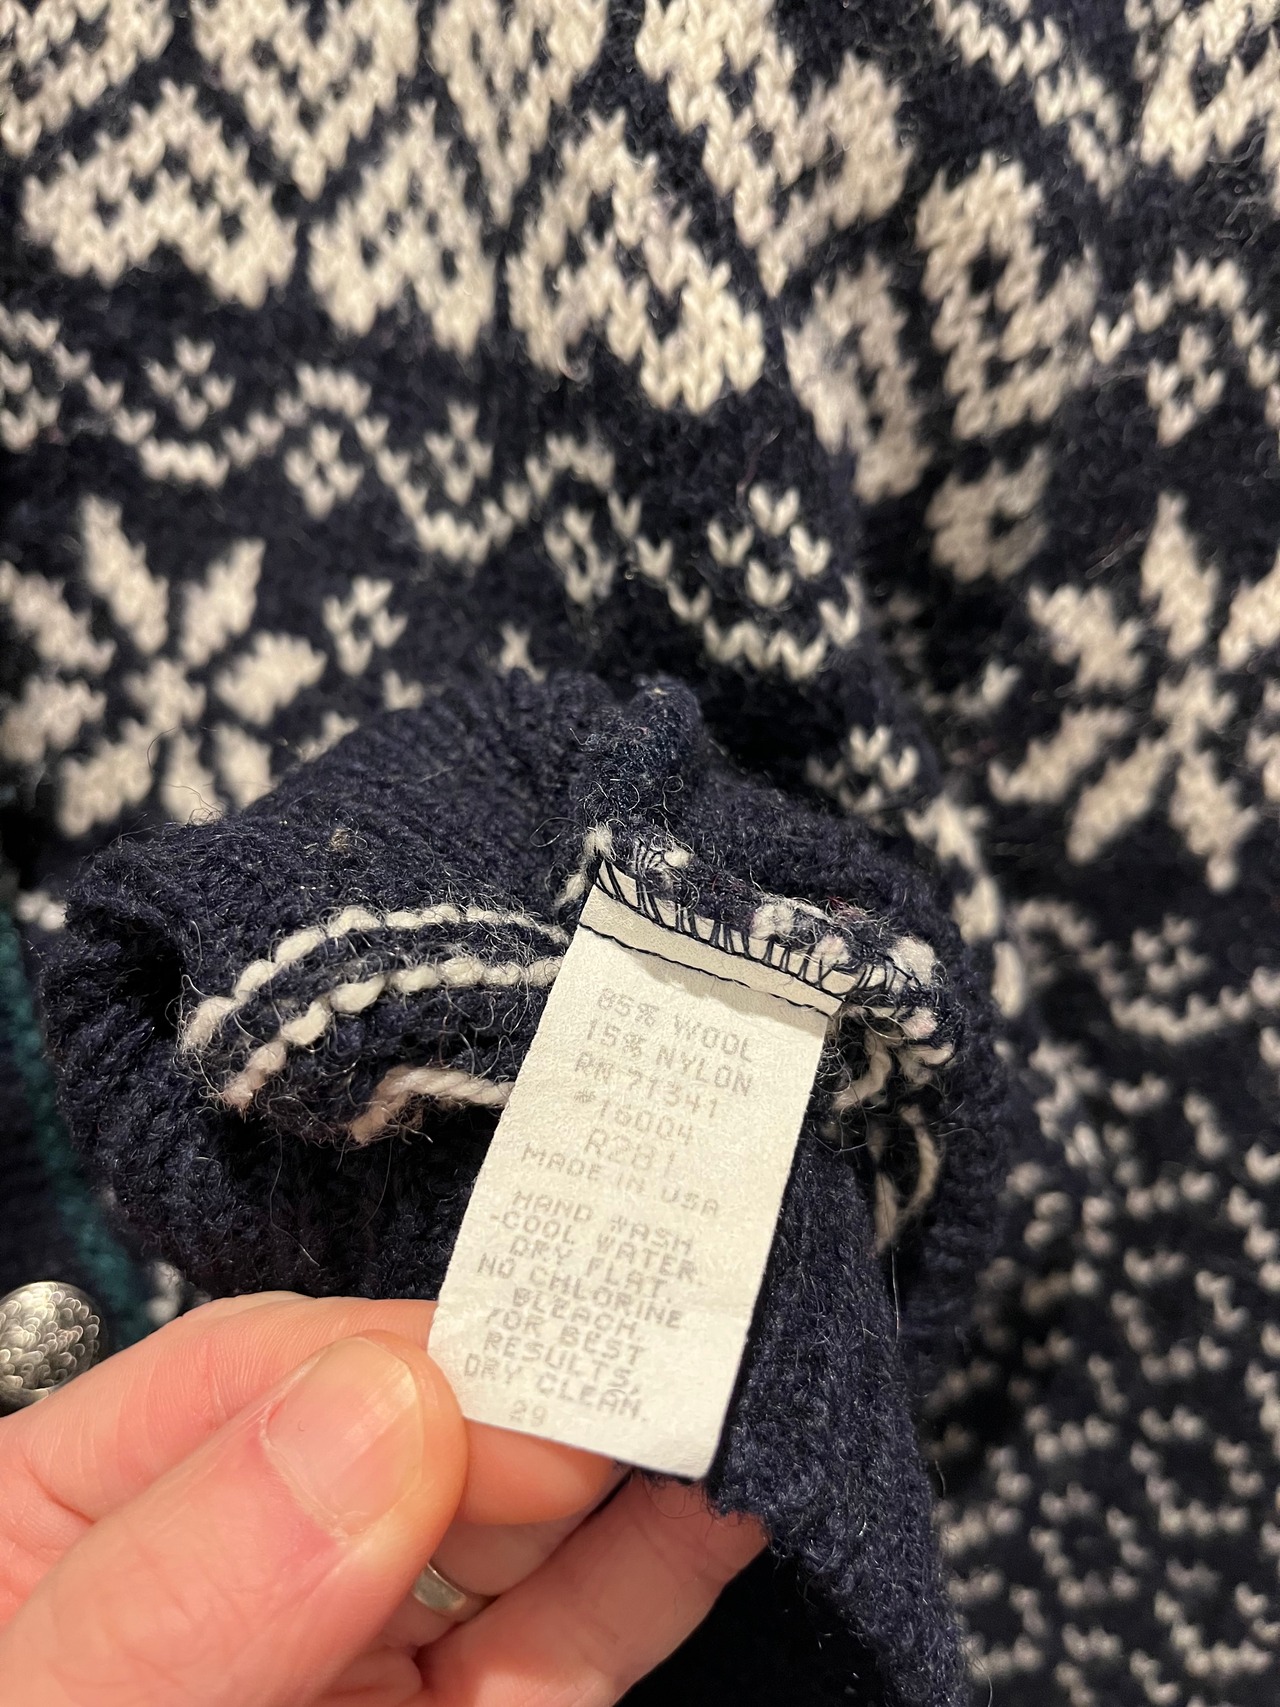 85% WOOL
15% NYLON
RN 71341
#16004
R281
MADE IN USA
HAND WASH
-COOL WATER.
DRY FLAT.
NO CHLORINE
BLEACH.
FOR BEST
RESULTS,
DRY CLEAN.
29